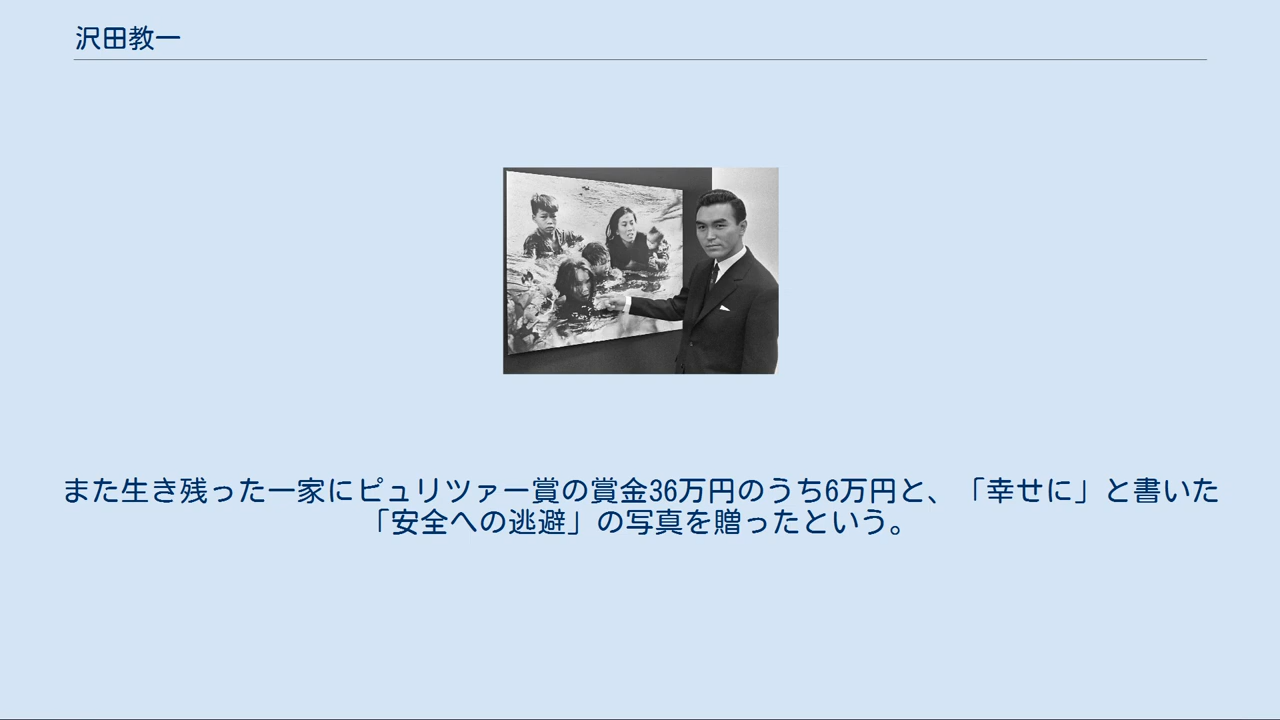 沢田教一
また生き残った一家にピュリツァー賞の賞金36万円のうち6万円と、「幸せに」と書いた
「安全への逃避」の写真を贈ったという。